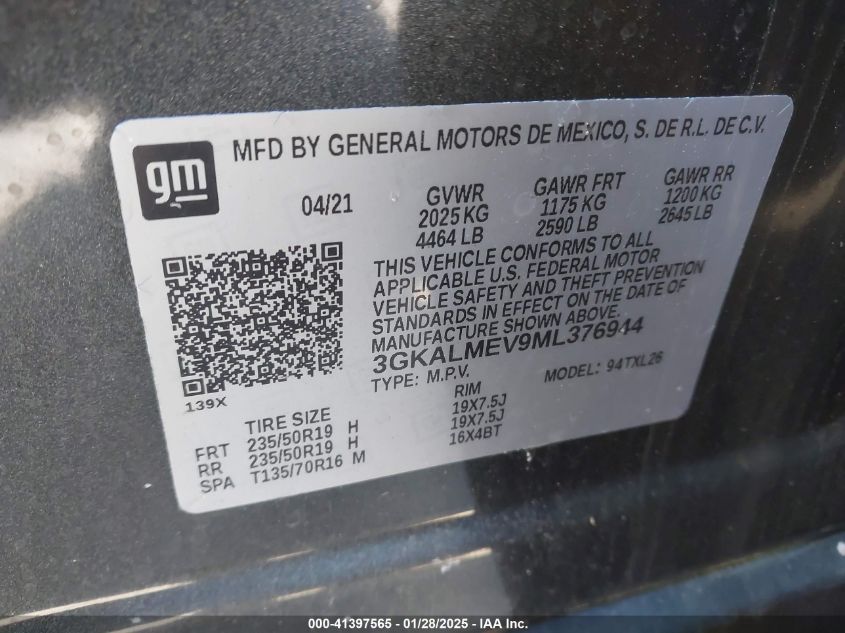 gm
MFD BY GENERAL MOTORS DE MEXICO, S. DE R.L. DE C.V.
04/21
GVWR GAWR FRT GAWR RR
2025 KG 1175 KG 1200 KG
4464 LB 2590 LB 2645 LB
THIS VEHICLE CONFORMS TO ALL
APPLICABLE U.S. FEDERAL MOTOR
VEHICLE SAFETY AND THEFT PREVENTION
STANDARDS IN EFFECT ON THE DATE OF
MANUFACTURE SHOWN ABOVE.
3GKALMEV9ML376944
TYPE: M.P.V. MODEL: 94TXL26
139X
TIRE SIZE RIM
FRT 235/50R19 H 19X7.5J
RR 235/50R19 H 19X7.5J
SPA T135/70R16 M 16X4BT
000-41397565 - 01/28/2025 - IAA Inc.